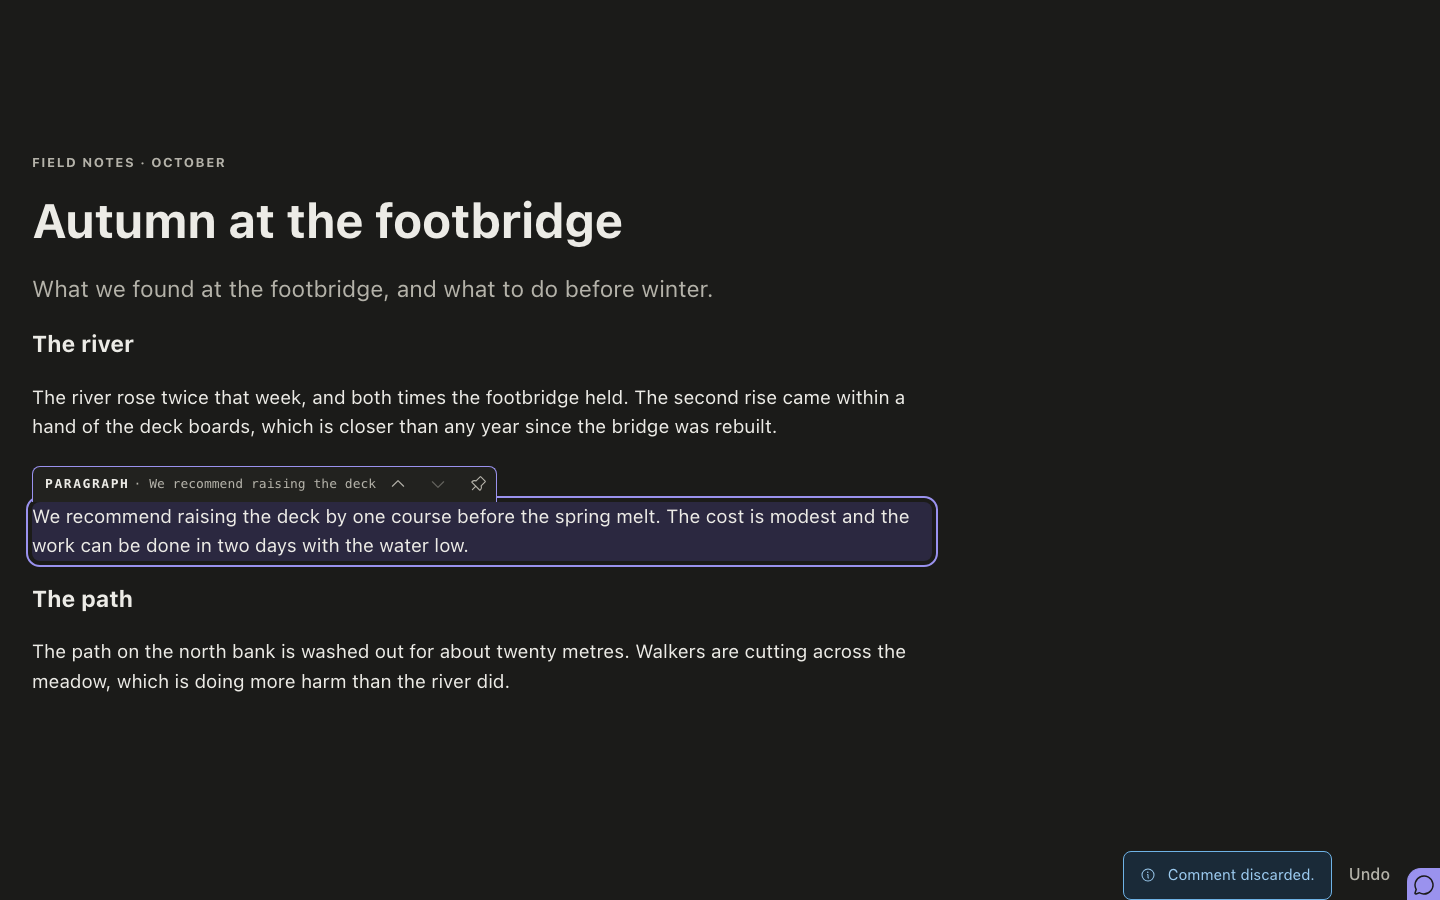 FIELD NOTES · OCTOBER
Autumn at the footbridge
What we found at the footbridge, and what to do before winter.
The river
The river rose twice that week, and both times the footbridge held. The second rise came within a
hand of the deck boards, which is closer than any year since the bridge was rebuilt.
PARAGRAPH · We recommend raising the deck
We recommend raising the deck by one course before the spring melt. The cost is modest and the
work can be done in two days with the water low.
The path
The path on the north bank is washed out for about twenty metres. Walkers are cutting across the
meadow, which is doing more harm than the river did.
Comment discarded.
Undo